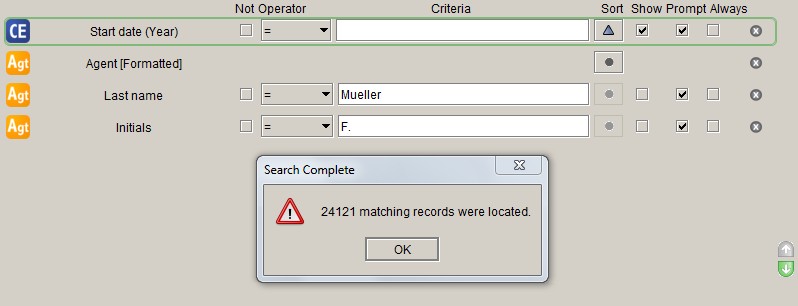 Not Operator Criteria Sort Show Prompt Always
CE Start date (Year) =
Agt Agent [Formatted]
Agt Last name = Mueller
Agt Initials = F.
Search Complete
24121 matching records were located.
OK